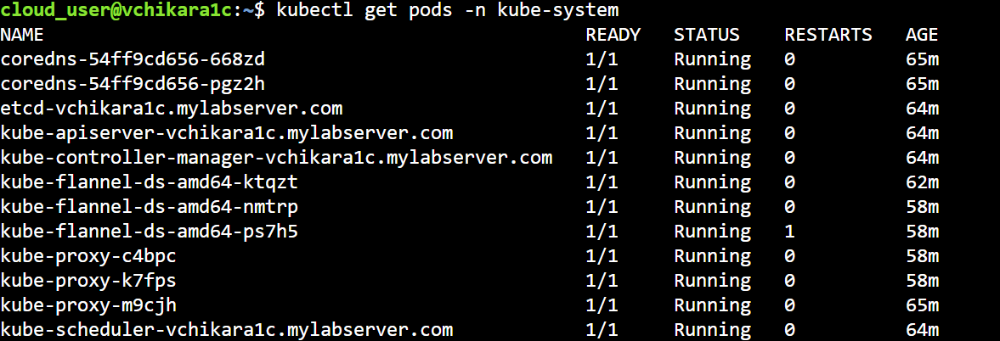 cloud_user@vchikara1c:~$ kubectl get pods -n kube-system
NAME READY STATUS RESTARTS AGE
coredns-54ff9cd656-668zd 1/1 Running 0 65m
coredns-54ff9cd656-pgz2h 1/1 Running 0 65m
etcd-vchikara1c.mylabserver.com 1/1 Running 0 64m
kube-apiserver-vchikara1c.mylabserver.com 1/1 Running 0 64m
kube-controller-manager-vchikara1c.mylabserver.com 1/1 Running 0 64m
kube-flannel-ds-amd64-ktqzt 1/1 Running 0 62m
kube-flannel-ds-amd64-nmtrp 1/1 Running 0 58m
kube-flannel-ds-amd64-ps7h5 1/1 Running 1 58m
kube-proxy-c4bpc 1/1 Running 0 58m
kube-proxy-k7fps 1/1 Running 0 58m
kube-proxy-m9cjh 1/1 Running 0 65m
kube-scheduler-vchikara1c.mylabserver.com 1/1 Running 0 64m